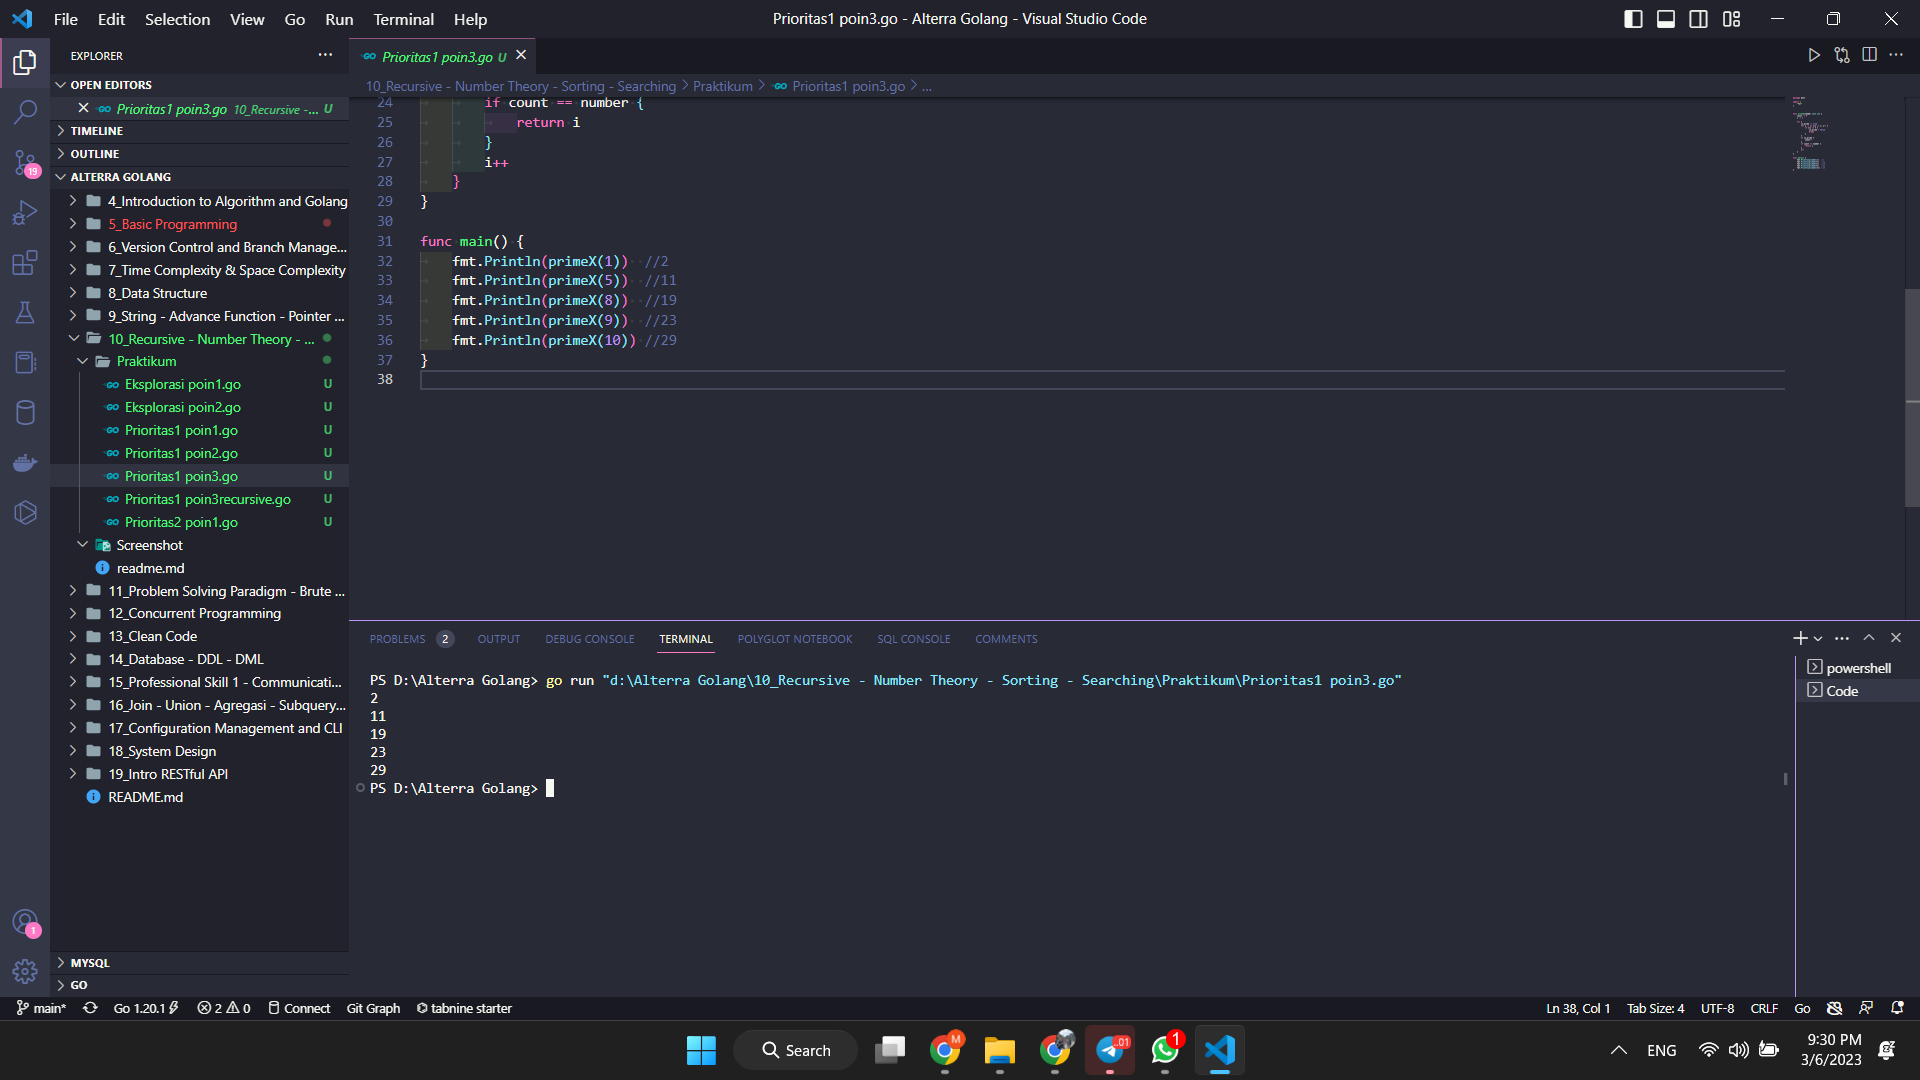 File Edit Selection View Go Run Terminal Help
Prioritas1 poin3.go - Alterra Golang - Visual Studio Code
EXPLORER
OPEN EDITORS
Prioritas1 poin3.go 10_Recursive -... U
TIMELINE
OUTLINE
ALTERRA GOLANG
4_Introduction to Algorithm and Golang
5_Basic Programming
6_Version Control and Branch Manage...
7_Time Complexity & Space Complexity
8_Data Structure
9_String - Advance Function - Pointer ...
10_Recursive - Number Theory - ...
Praktikum
Eksplorasi poin1.go U
Eksplorasi poin2.go U
Prioritas1 poin1.go U
Prioritas1 poin2.go U
Prioritas1 poin3.go U
Prioritas1 poin3recursive.go U
Prioritas2 poin1.go U
Screenshot
readme.md
11_Problem Solving Paradigm - Brute ...
12_Concurrent Programming
13_Clean Code
14_Database - DDL - DML
15_Professional Skill 1 - Communicati...
16_Join - Union - Agregasi - Subquery...
17_Configuration Management and CLI
18_System Design
19_Intro RESTful API
README.md
MYSQL
GO
19
1
Prioritas1 poin3.go U
10_Recursive - Number Theory - Sorting - Searching > Praktikum > Prioritas1 poin3.go > ...
24 if count == number {
25 return i
26 }
27 i++
28 }
29 }
30
31 func main() {
32 fmt.Println(primeX(1)) //2
33 fmt.Println(primeX(5)) //11
34 fmt.Println(primeX(8)) //19
35 fmt.Println(primeX(9)) //23
36 fmt.Println(primeX(10)) //29
37 }
38
PROBLEMS 2 OUTPUT DEBUG CONSOLE TERMINAL POLYGLOT NOTEBOOK SQL CONSOLE COMMENTS
PS D:\Alterra Golang> go run "d:\Alterra Golang\10_Recursive - Number Theory - Sorting - Searching\Praktikum\Prioritas1 poin3.go"
2
11
19
23
29
PS D:\Alterra Golang>
powershell
Code
main* Go 1.20.1 2 0 Connect Git Graph tabnine starter
Ln 38, Col 1 Tab Size: 4 UTF-8 CRLF Go
Search
M
.01
1
ENG
9:30 PM
3/6/2023